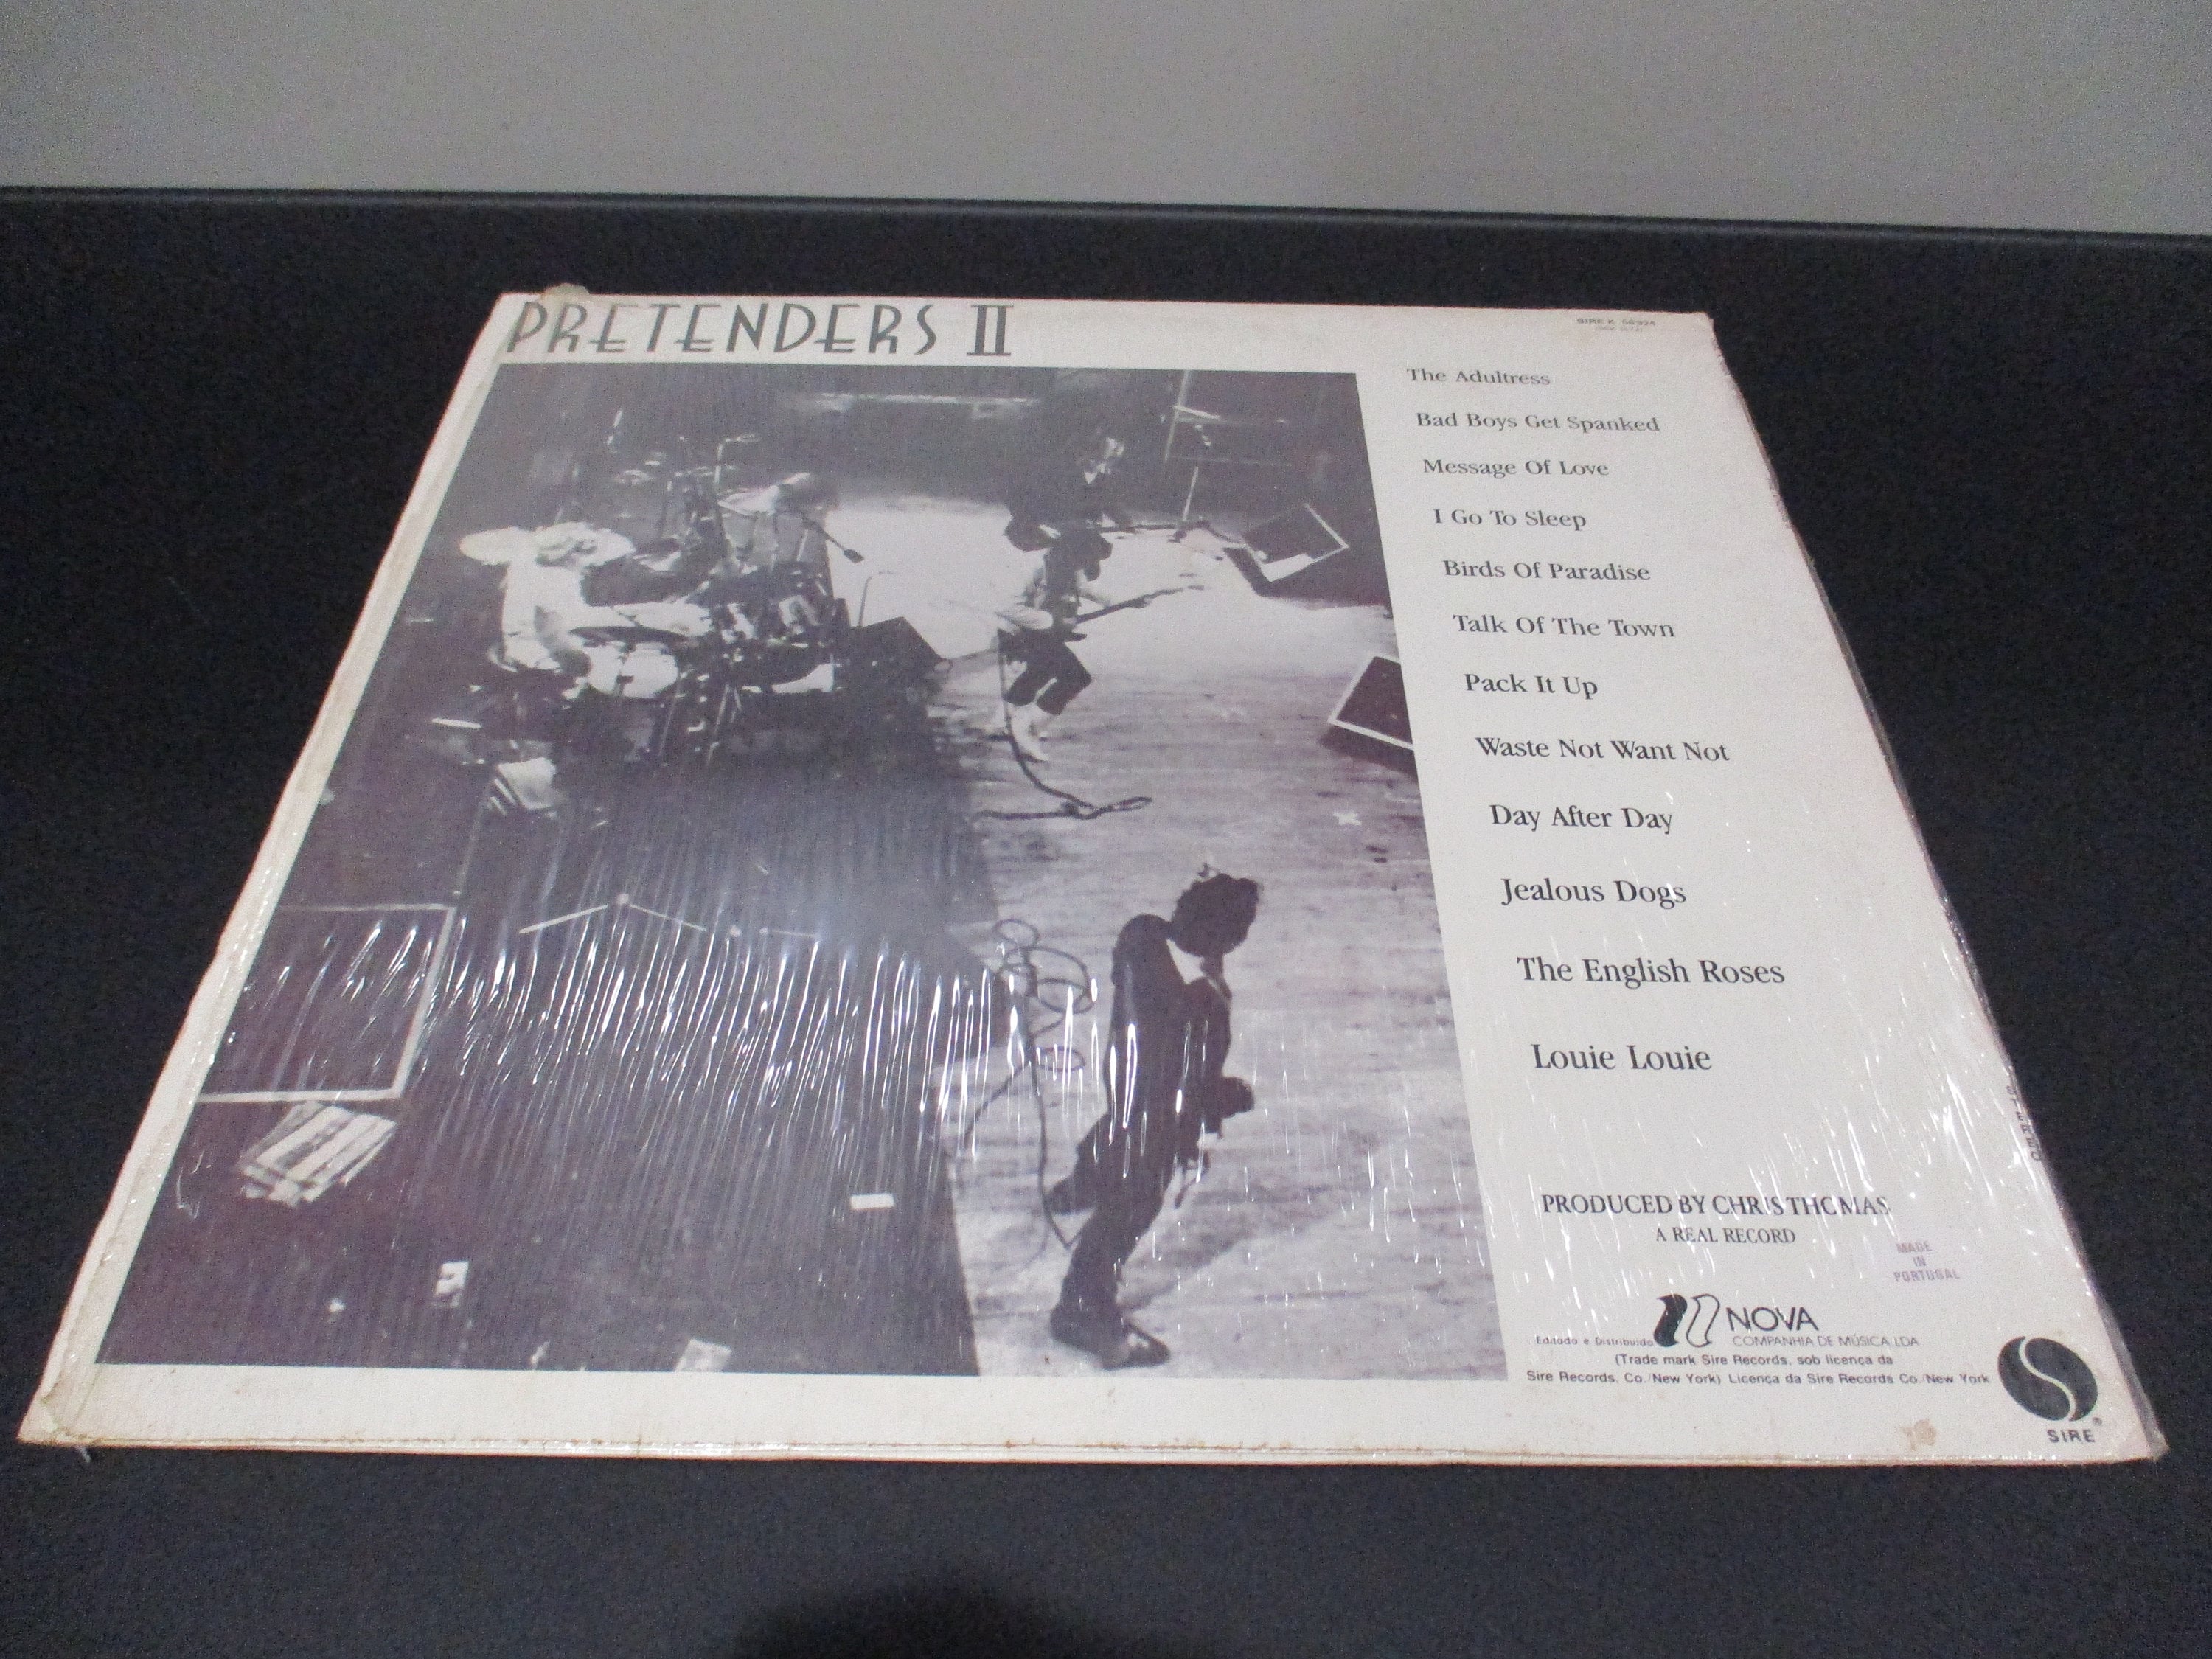 PRETENDERS II
SIRE K 56924
The Adultress
Bad Boys Get Spanked
Message Of Love
I Go To Sleep
Birds Of Paradise
Talk Of The Town
Pack It Up
Waste Not Want Not
Day After Day
Jealous Dogs
The English Roses
Louie Louie
PRODUCED BY CHRIS THOMAS
A REAL RECORD
MADE
IN
PORTUGAL
NOVA
Editado e Distribuido
COMPANHIA DE MÚSICA LDA
(Trade mark Sire Records, sob licença da
Sire Records, Co./New York) Licença da Sire Records Co./New York
SIRE